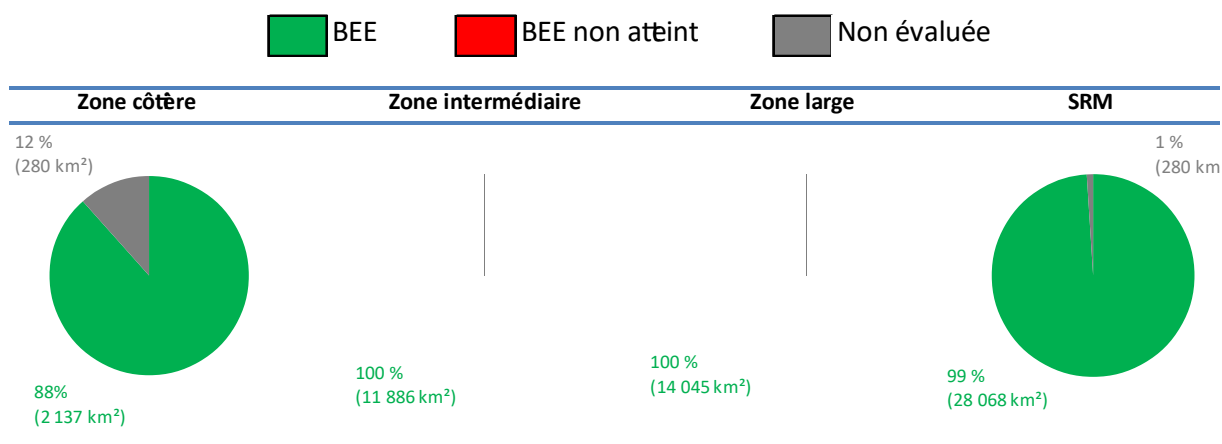 BEE
BEE non atteint
Non évaluée
Zone côtière
Zone intermédiaire
Zone large
SRM
12 %
(280 km²)
1 %
(280 km
88%
(2 137 km²)
100 %
(11 886 km²)
100 %
(14 045 km²)
99 %
(28 068 km²)